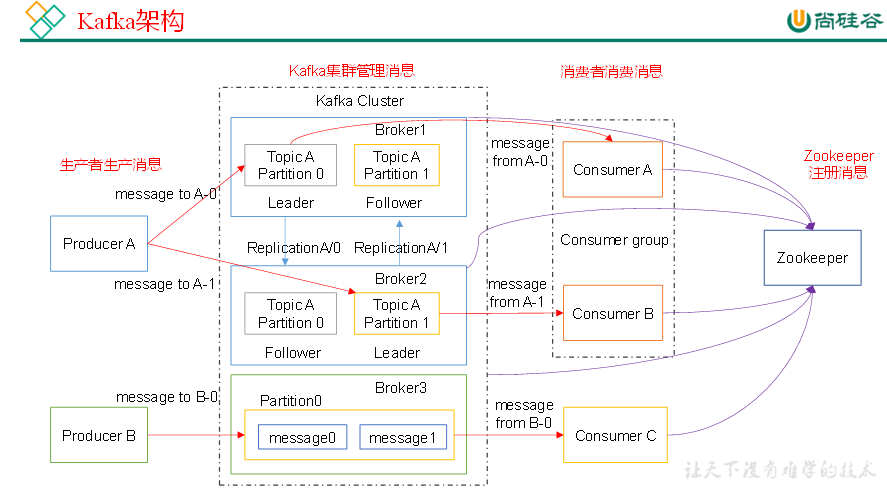 Kafka架构
尚硅谷
Kafka集群管理消息
消费者消费消息
Kafka Cluster
Broker1
生产者生产消息
Topic A
Partition 0
Topic A
Partition 1
message
from A-0
Consumer A
Zookeeper
注册消息
message to A-0
Leader
Follower
Producer A
ReplicationA/0
ReplicationA/1
Consumer group
Zookeeper
message to A-1
Broker2
Topic A
Partition 0
Topic A
Partition 1
message
from A-1
Consumer B
Follower
Leader
message to B-0
Broker3
Partition0
message0
message1
message
from B-0
Producer B
Consumer C
让天下没有难学的技术